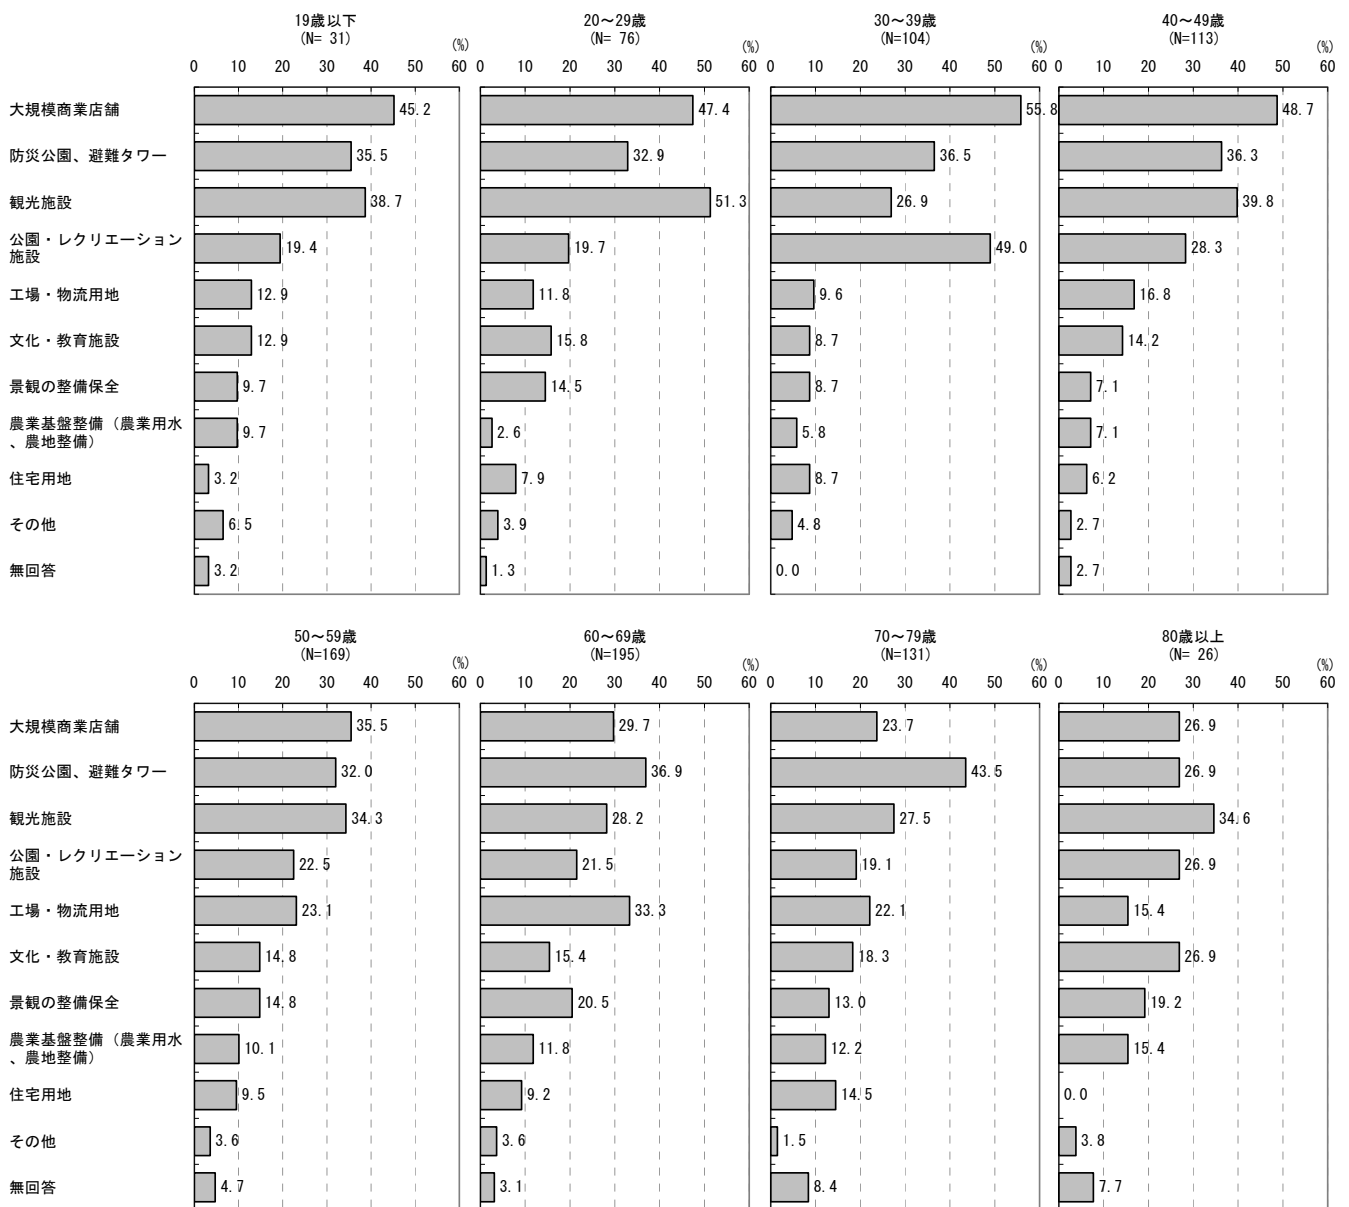 19歳以下 20～29歳 30～39歳 40～49歳
(N= 31) (N= 76) (N=104) (N=113)
(%) (%) (%) (%)
0 10 20 30 40 50 60 0 10 20 30 40 50 60 0 10 20 30 40 50 60 0 10 20 30 40 50 60
大規模商業店舗 45.2 47.4 55.8 48.7
防災公園、避難タワー 35.5 32.9 36.5 36.3
観光施設 38.7 51.3 26.9 39.8
公園・レクリエーション
施設 19.4 19.7 49.0 28.3
工場・物流用地 12.9 11.8 9.6 16.8
文化・教育施設 12.9 15.8 8.7 14.2
景観の整備保全 9.7 14.5 8.7 7.1
農業基盤整備（農業用水
、農地整備） 9.7 2.6 5.8 7.1
住宅用地 3.2 7.9 8.7 6.2
その他 6.5 3.9 4.8 2.7
無回答 3.2 1.3 0.0 2.7
50～59歳 60～69歳 70～79歳 80歳以上
(N=169) (N=195) (N=131) (N= 26)
(%) (%) (%) (%)
0 10 20 30 40 50 60 0 10 20 30 40 50 60 0 10 20 30 40 50 60 0 10 20 30 40 50 60
大規模商業店舗 35.5 29.7 23.7 26.9
防災公園、避難タワー 32.0 36.9 43.5 26.9
観光施設 34.3 28.2 27.5 34.6
公園・レクリエーション
施設 22.5 21.5 19.1 26.9
工場・物流用地 23.1 33.3 22.1 15.4
文化・教育施設 14.8 15.4 18.3 26.9
景観の整備保全 14.8 20.5 13.0 19.2
農業基盤整備（農業用水
、農地整備） 10.1 11.8 12.2 15.4
住宅用地 9.5 9.2 14.5 0.0
その他 3.6 3.6 1.5 3.8
無回答 4.7 3.1 8.4 7.7